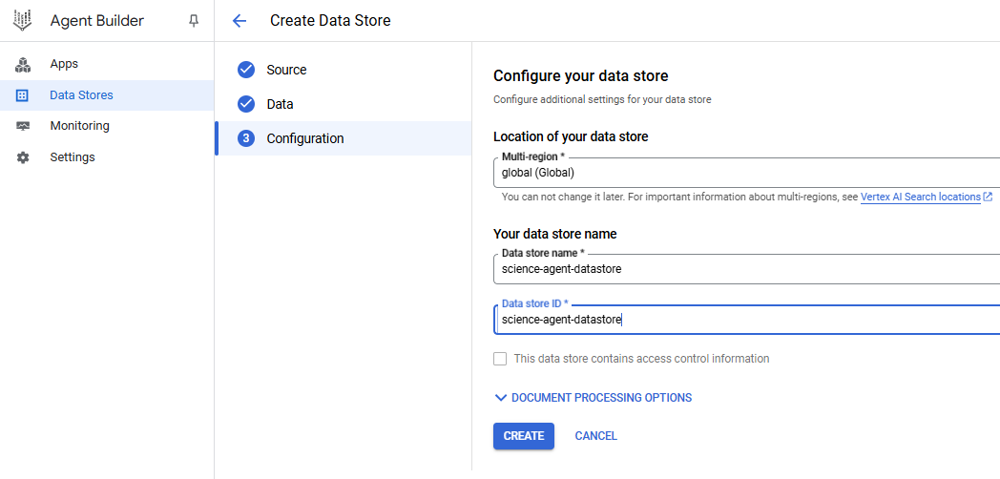 Agent Builder
Create Data Store
Apps
Data Stores
Monitoring
Settings
Source
Data
3 Configuration
Configure your data store
Configure additional settings for your data store
Location of your data store
Multi-region *
global (Global)
You can not change it later. For important information about multi-regions, see Vertex AI Search locations
Your data store name
Data store name *
science-agent-datastore
Data store ID *
science-agent-datastore
This data store contains access control information
DOCUMENT PROCESSING OPTIONS
CREATE CANCEL